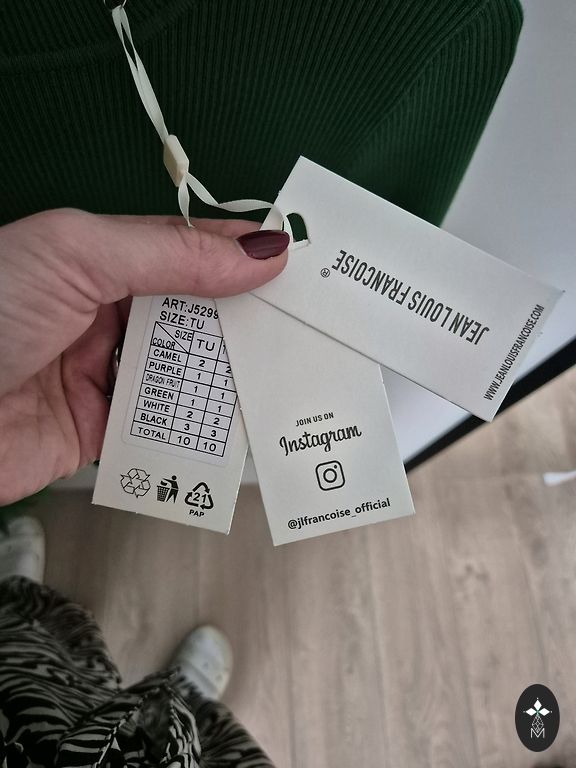 ART:J5299
SIZE:TU
SIZE TU
COLOR
CAMEL 2 2
PURPLE 1 1
DRAGON FRUIT 1 1
GREEN 1 1
WHITE 2 2
BLACK 3 3
TOTAL 10 10
21
PAP
JOIN US ON
Instagram
@jlfrancoise_official
JEAN LOUIS FRANCOISE®
WWW.JEANLOUISFRANCOISE.COM
M